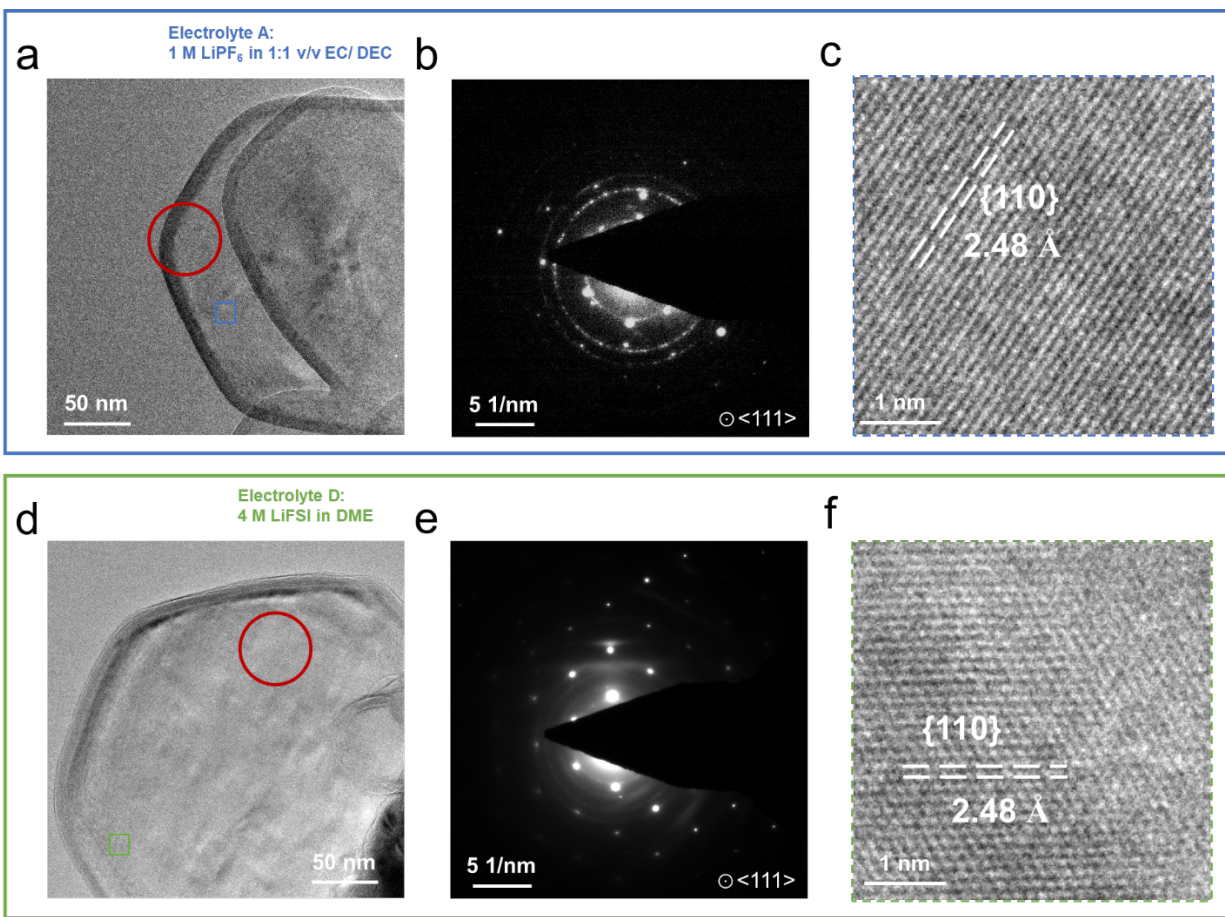 Electrolyte A:
1 M LiPF₆ in 1:1 v/v EC/ DEC
a
b
c
50 nm
5 1/nm
⊙<111>
{110}
2.48 Å
1 nm
Electrolyte D:
4 M LiFSI in DME
d
e
f
50 nm
5 1/nm
⊙<111>
{110}
2.48 Å
1 nm